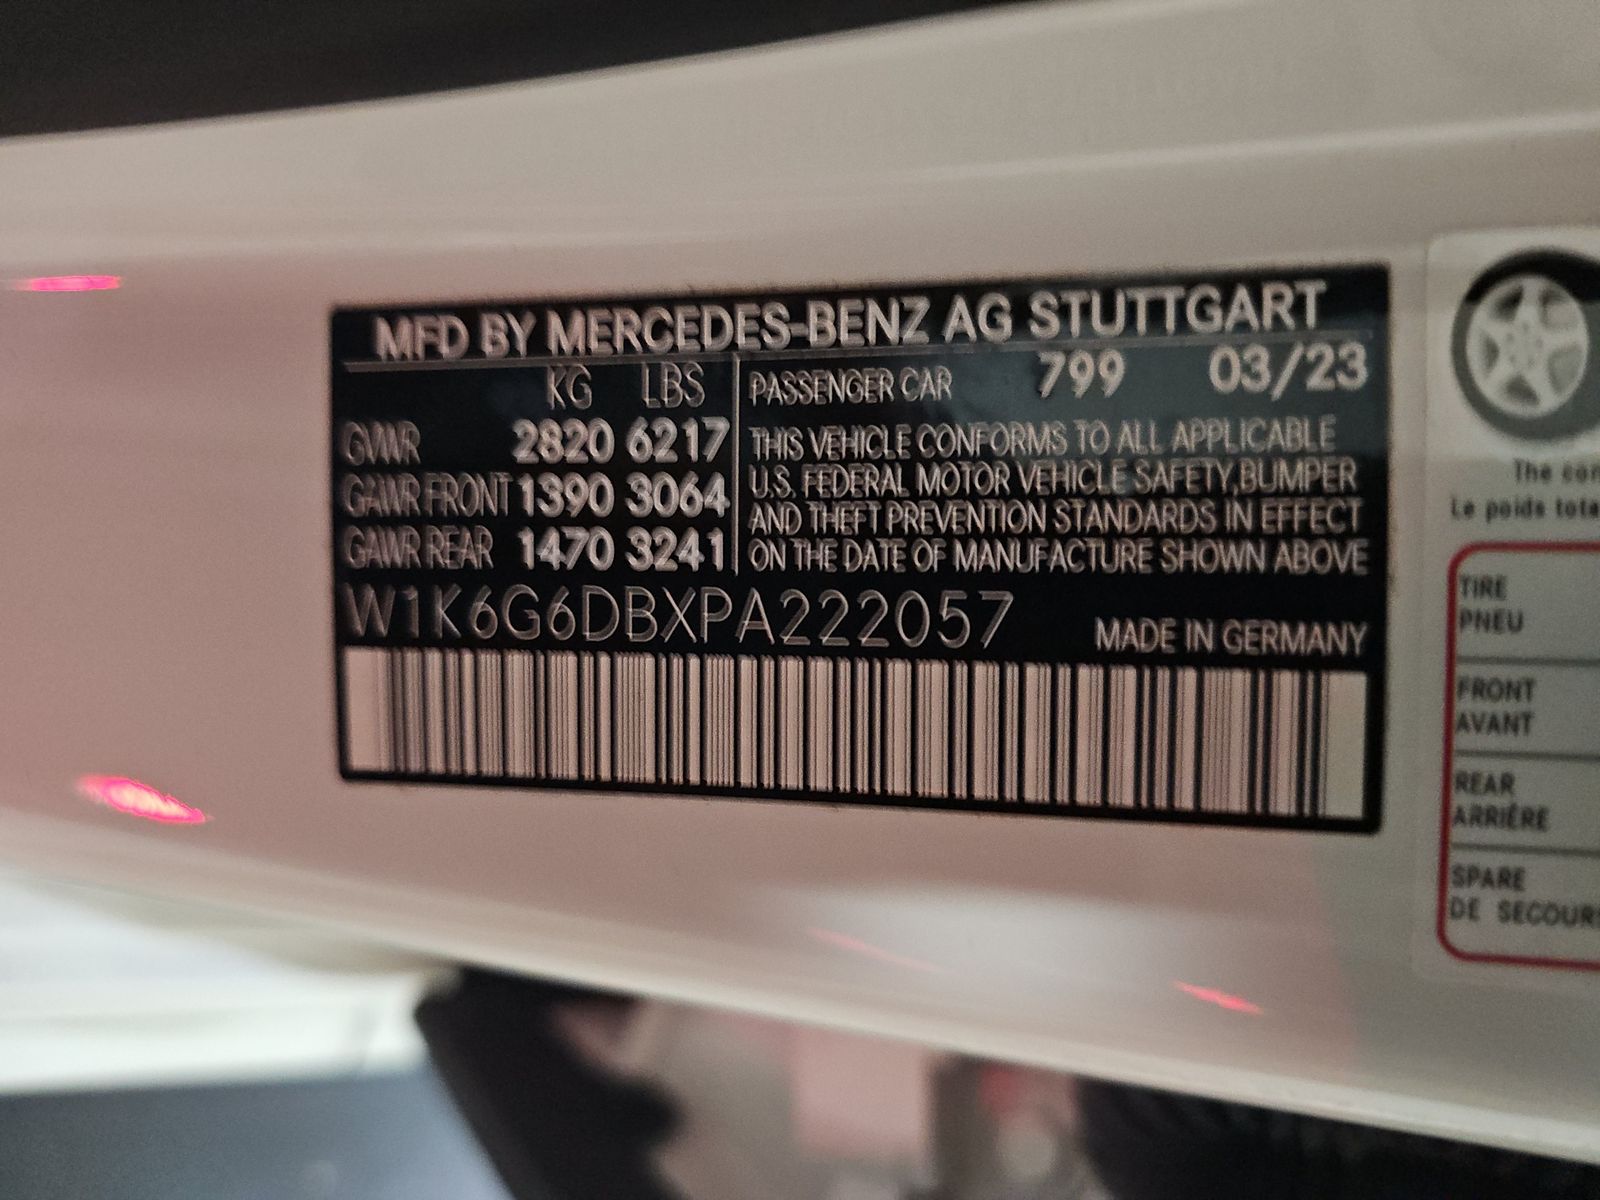 MFD BY MERCEDES-BENZ AG STUTTGART
KG LBS
GVWR 2820 6217
GAWR FRONT 1390 3064
GAWR REAR 1470 3241
PASSENGER CAR 799 03/23
THIS VEHICLE CONFORMS TO ALL APPLICABLE
U.S. FEDERAL MOTOR VEHICLE SAFETY,BUMPER
AND THEFT PREVENTION STANDARDS IN EFFECT
ON THE DATE OF MANUFACTURE SHOWN ABOVE
W1K6G6DBXPA222057
MADE IN GERMANY
The
Le poids
TIRE
PNEU
FRONT
AVANT
REAR
ARRIÈRE
SPARE
DE SECOURS